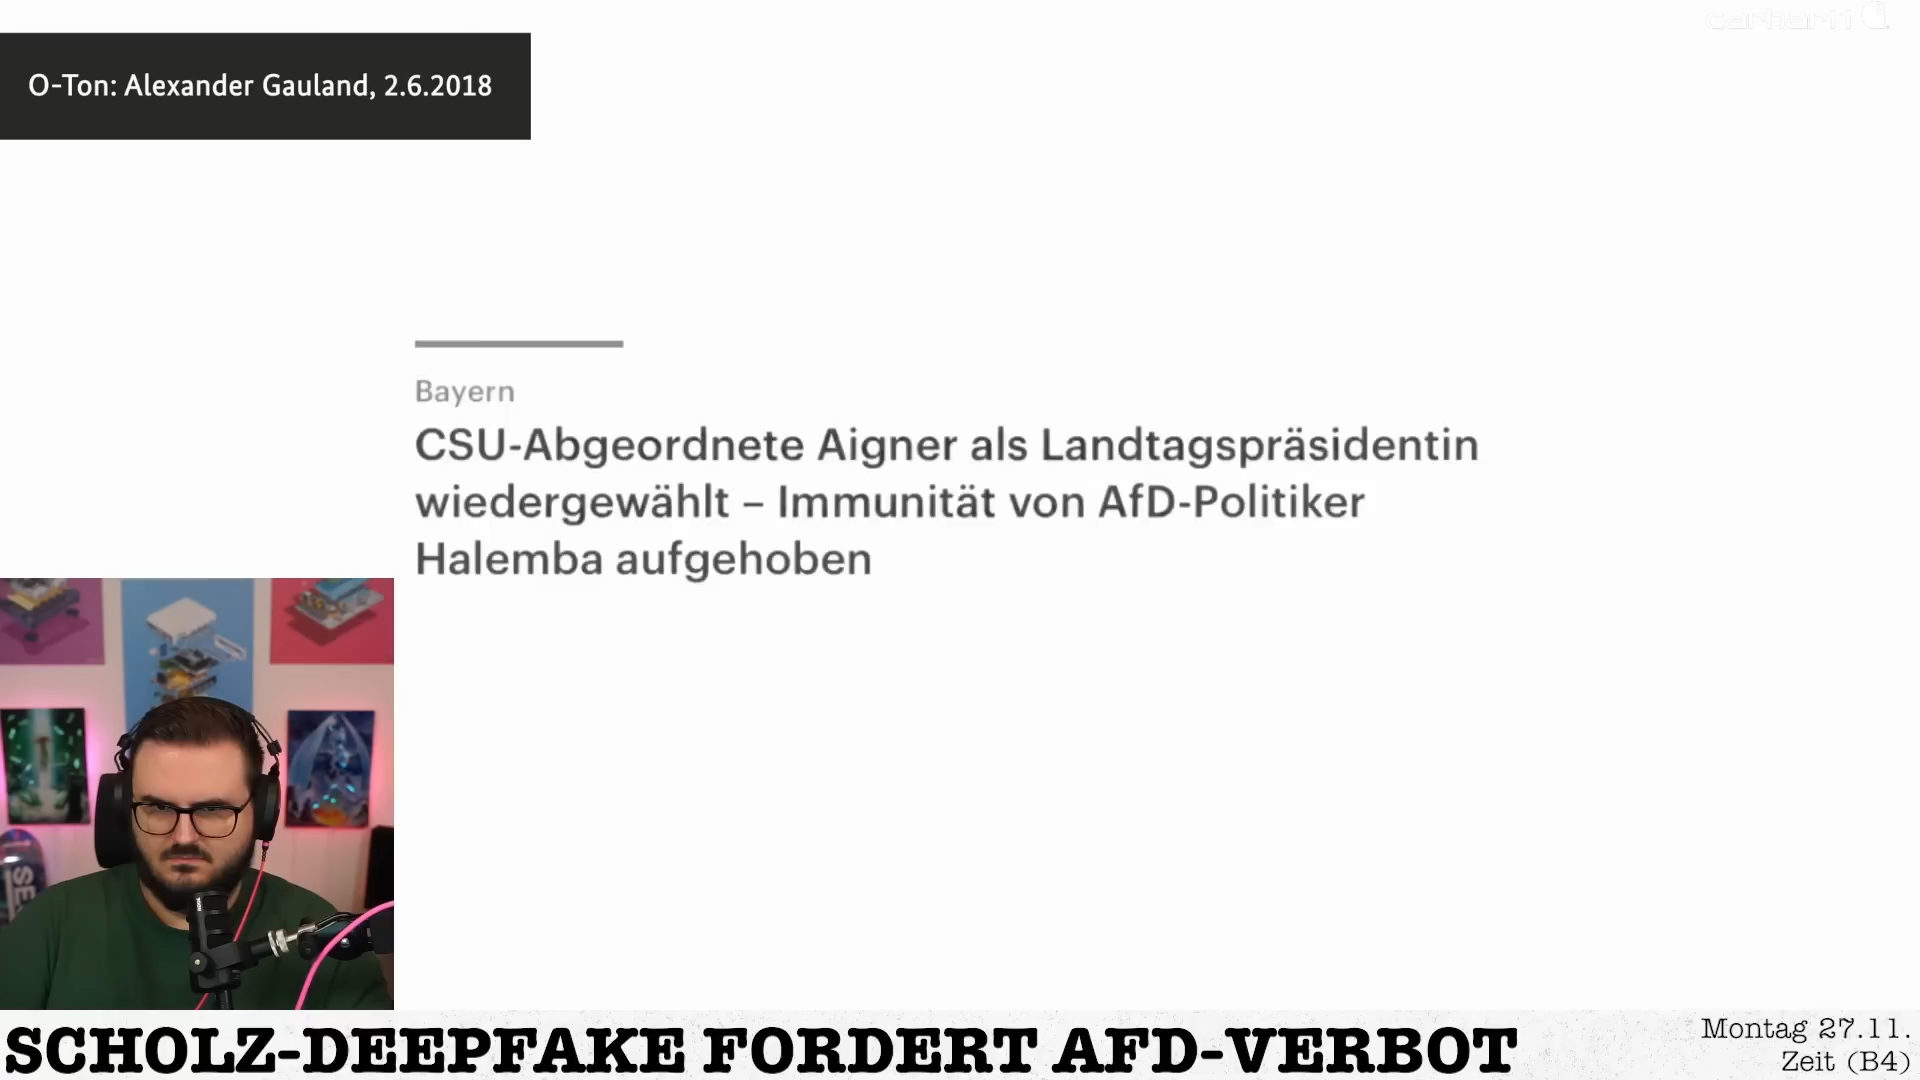 carhartt
O-Ton: Alexander Gauland, 2.6.2018
Bayern
CSU-Abgeordnete Aigner als Landtagspräsidentin
wiedergewählt – Immunität von AfD-Politiker
Halemba aufgehoben
SCHOLZ-DEEPFAKE FORDERT AFD-VERBOT
Montag 27.11.
Zeit (B4)